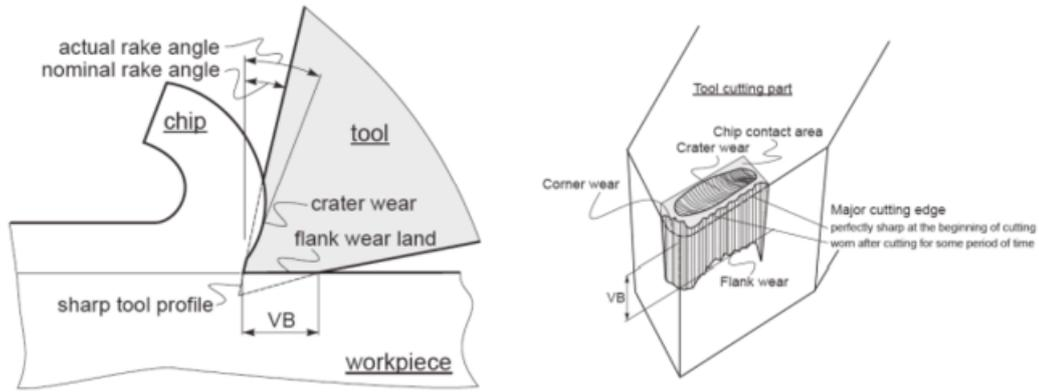 actual rake angle
nominal rake angle
chip
tool
crater wear
flank wear land
sharp tool profile
VB
workpiece
Tool cutting part
Chip contact area
Crater wear
Corner wear
Major cutting edge
perfectly sharp at the beginning of cutting
worn after cutting for some period of time
Flank wear
VB